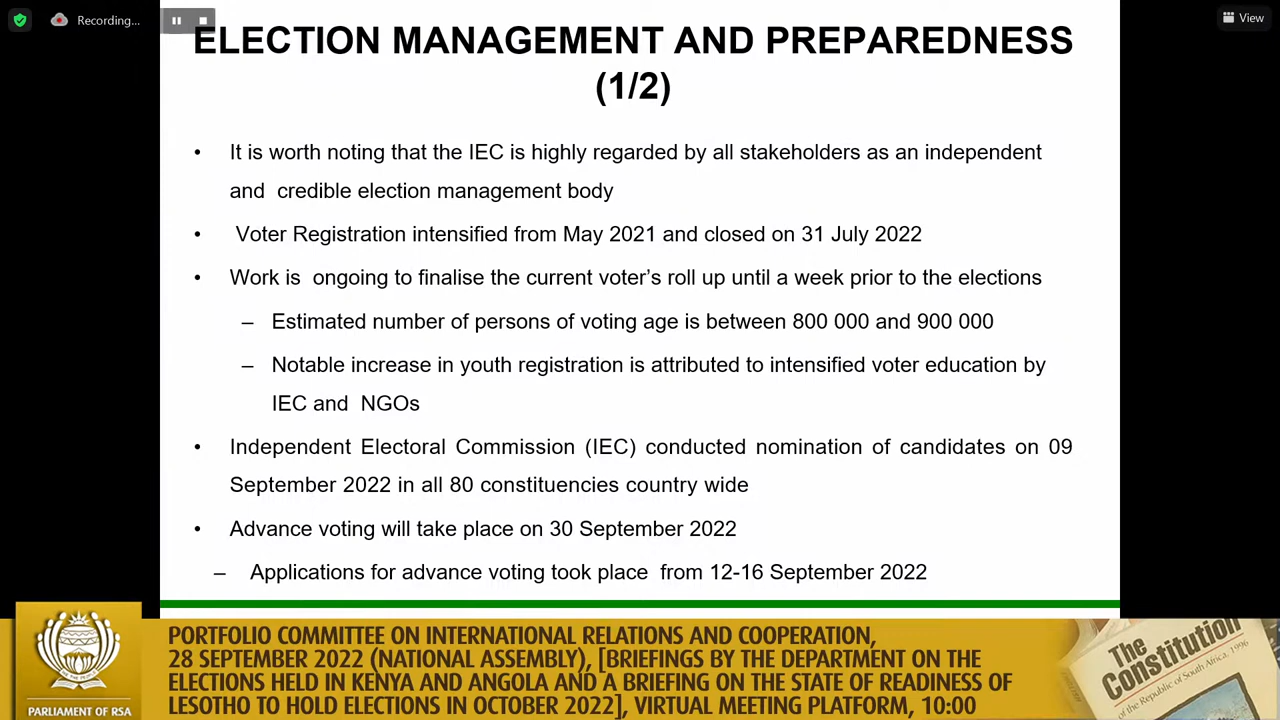 Recording...
View
ELECTION MANAGEMENT AND PREPAREDNESS
(1/2)
• It is worth noting that the IEC is highly regarded by all stakeholders as an independent
and credible election management body
• Voter Registration intensified from May 2021 and closed on 31 July 2022
• Work is ongoing to finalise the current voter’s roll up until a week prior to the elections
– Estimated number of persons of voting age is between 800 000 and 900 000
– Notable increase in youth registration is attributed to intensified voter education by
IEC and NGOs
• Independent Electoral Commission (IEC) conducted nomination of candidates on 09
September 2022 in all 80 constituencies country wide
• Advance voting will take place on 30 September 2022
– Applications for advance voting took place from 12-16 September 2022
PARLIAMENT OF RSA
PORTFOLIO COMMITTEE ON INTERNATIONAL RELATIONS AND COOPERATION,
28 SEPTEMBER 2022 (NATIONAL ASSEMBLY), [BRIEFINGS BY THE DEPARTMENT ON THE
ELECTIONS HELD IN KENYA AND ANGOLA AND A BRIEFING ON THE STATE OF READINESS OF
LESOTHO TO HOLD ELECTIONS IN OCTOBER 2022], VIRTUAL MEETING PLATFORM, 10:00
The
Constitution
of the Republic of South Africa, 1996